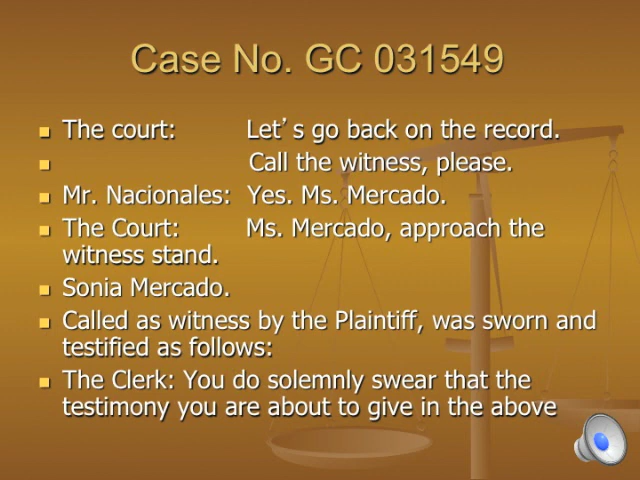 Case No. GC 031549
The court: Let’s go back on the record.
Call the witness, please.
Mr. Nacionales: Yes. Ms. Mercado.
The Court: Ms. Mercado, approach the
witness stand.
Sonia Mercado.
Called as witness by the Plaintiff, was sworn and
testified as follows:
The Clerk: You do solemnly swear that the
testimony you are about to give in the above